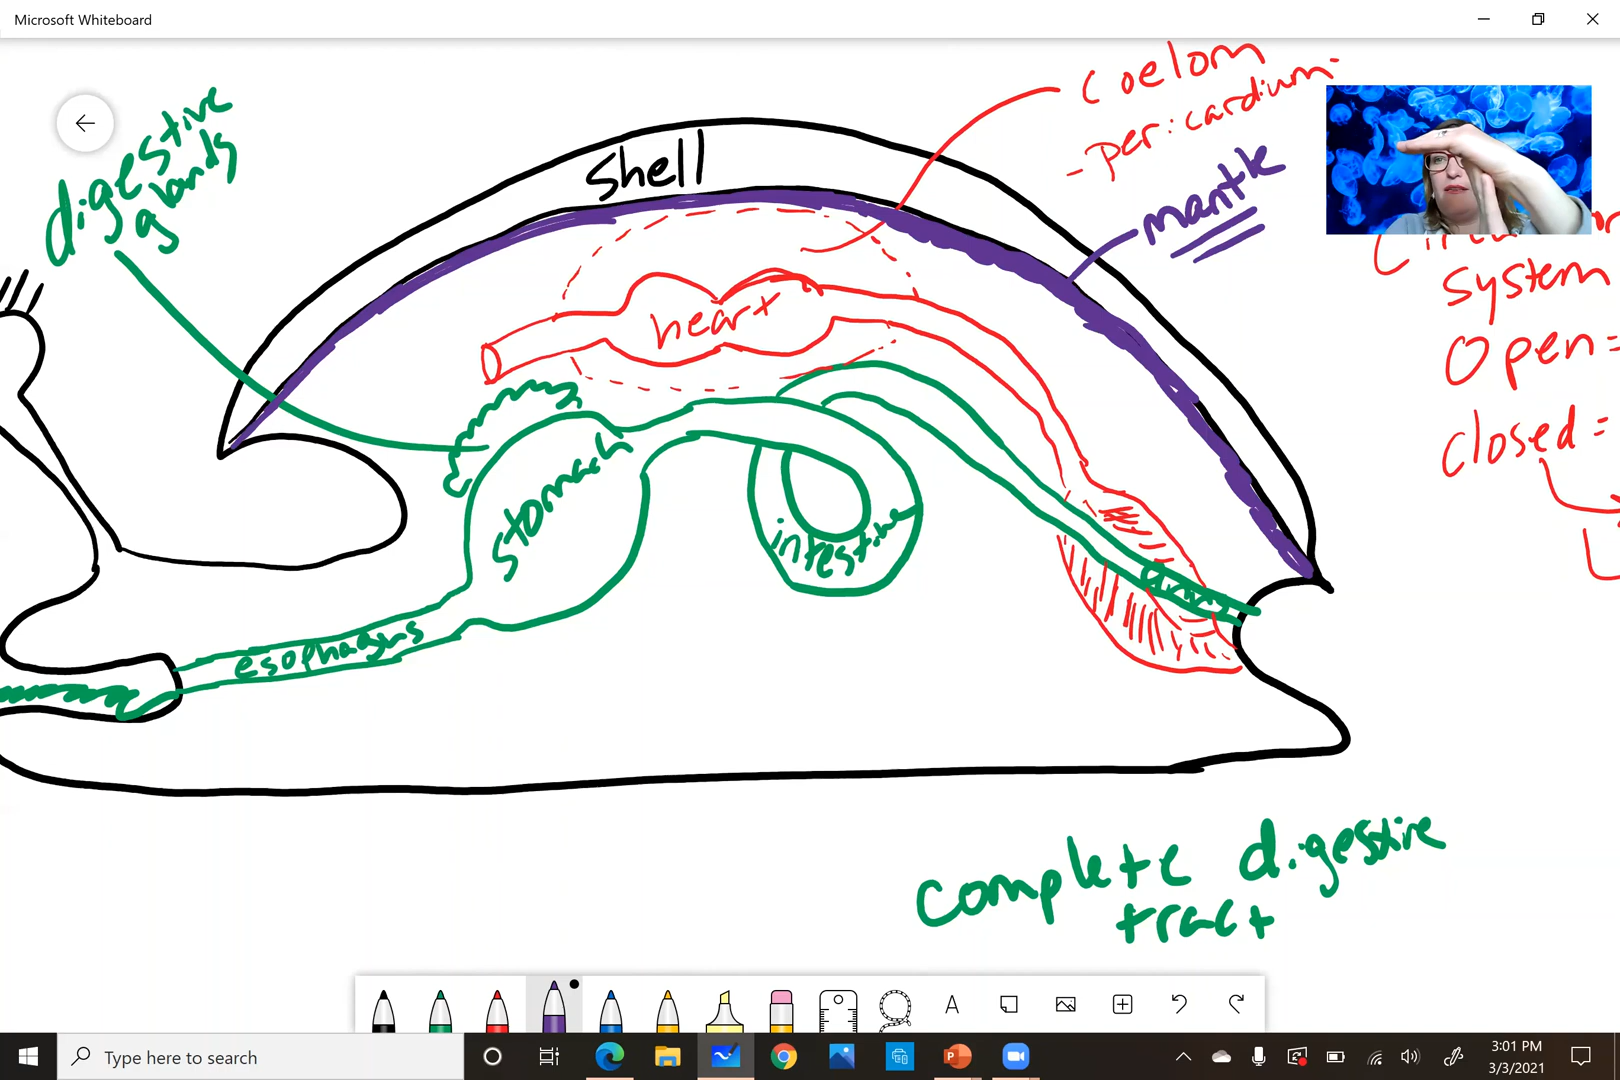 Microsoft Whiteboard
digestive
glands
Shell
coelom
-pericardium
mantle
heart
system
open=
closed=
stomach
intestine
anus
esophagus
complete digestive
tract
Type here to search
3:01 PM
3/3/2021